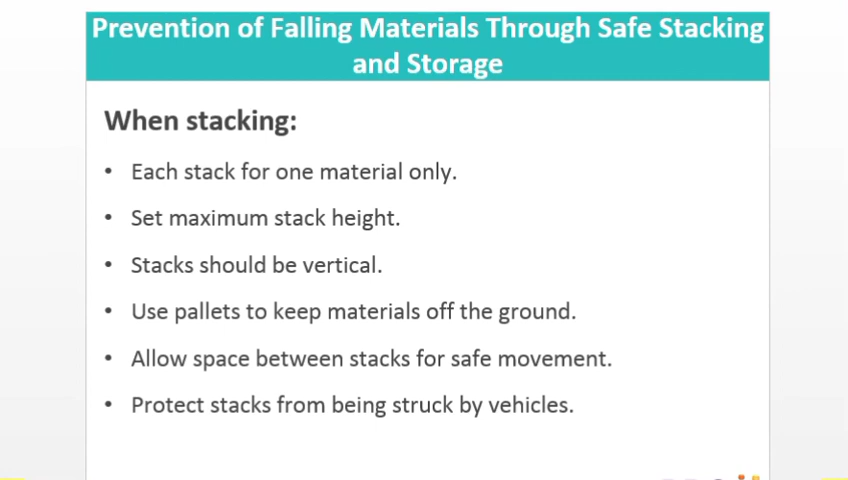 Prevention of Falling Materials Through Safe Stacking
and Storage
When stacking:
• Each stack for one material only.
• Set maximum stack height.
• Stacks should be vertical.
• Use pallets to keep materials off the ground.
• Allow space between stacks for safe movement.
• Protect stacks from being struck by vehicles.